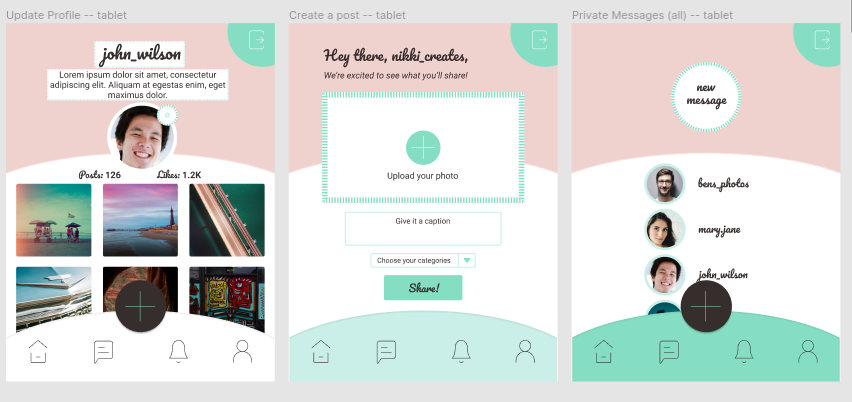 Update Profile -- tablet
john_wilson
Lorem ipsum dolor sit amet, consectetur
adipiscing elit. Aliquam at egestas enim, eget
maximus dolor.
Posts: 126 Likes: 1.2K
Create a post -- tablet
Hey there, nikki_creates,
We're excited to see what you'll share!
Upload your photo
Give it a caption
Choose your categories
Share!
Private Messages (all) -- tablet
new
message
bens_photos
mary.jane
john_wilson